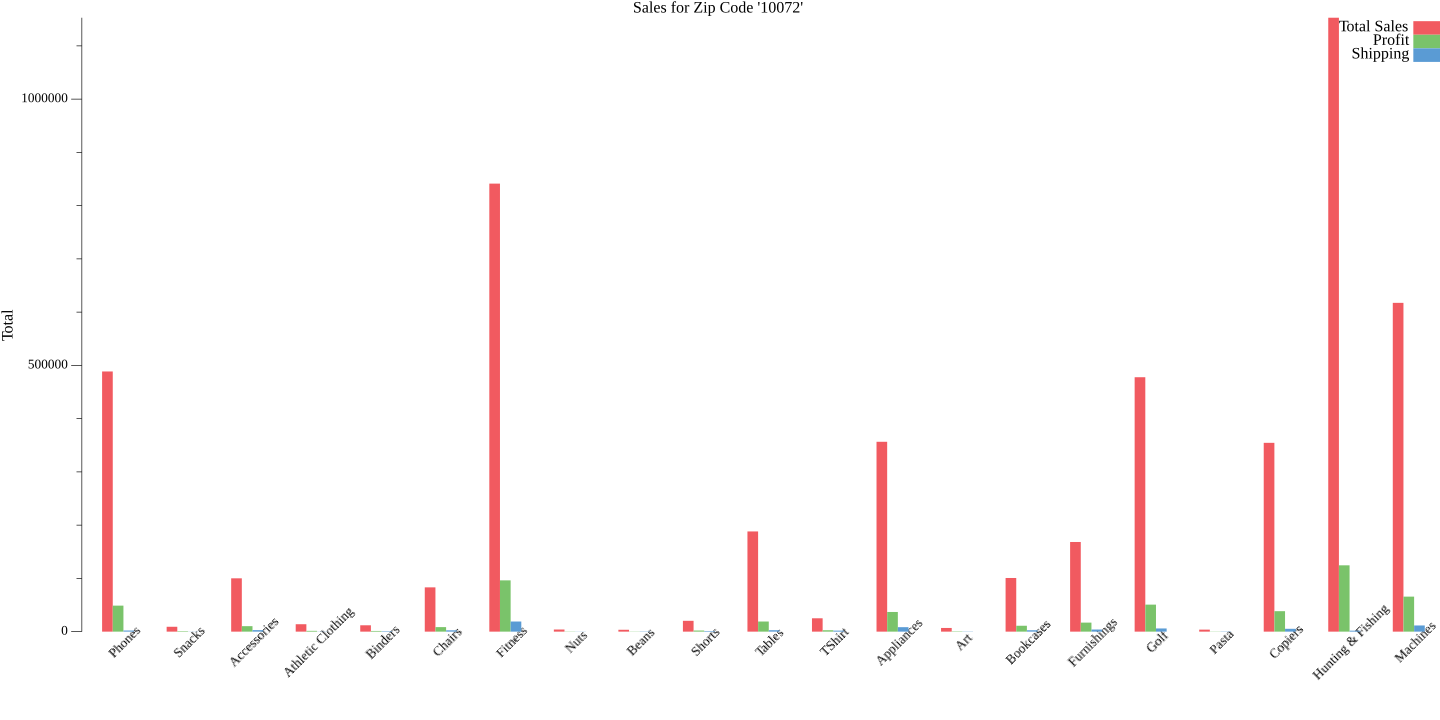 Sales for Zip Code '10072'
Total Sales
Profit
Shipping
Total
1000000
500000
0
Phones
Snacks
Accessories
Athletic Clothing
Binders
Chairs
Fitness
Nuts
Beans
Shorts
Tables
TShirt
Appliances
Art
Bookcases
Furnishings
Golf
Pasta
Copiers
Hunting & Fishing
Machines